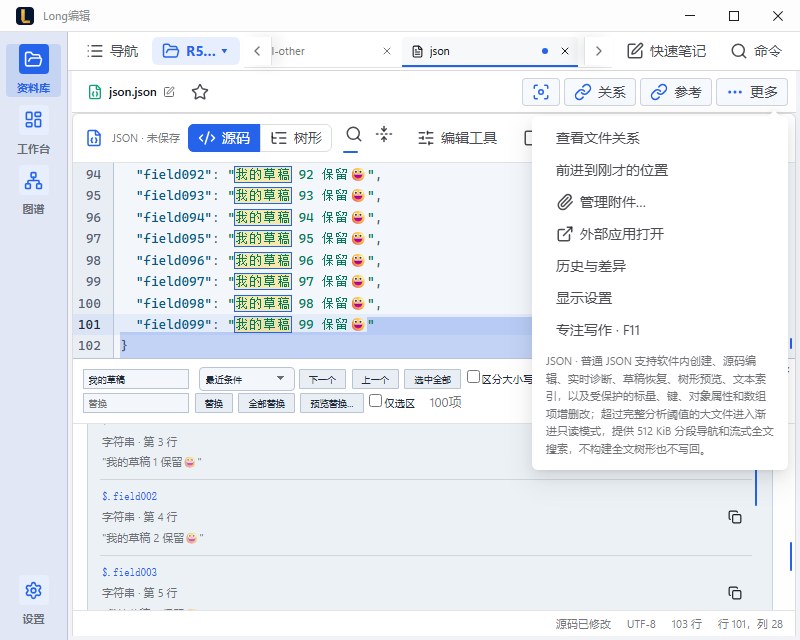 Long编辑
资料库
工作台
图谱
设置
导航
R5...
l-other
json
快速笔记
命令
json.json
关系
参考
更多
JSON · 未保存
源码
树形
编辑工具
94 "field092": "我的草稿 92 保留😀",
95 "field093": "我的草稿 93 保留😀",
96 "field094": "我的草稿 94 保留😀",
97 "field095": "我的草稿 95 保留😀",
98 "field096": "我的草稿 96 保留😀",
99 "field097": "我的草稿 97 保留😀",
100 "field098": "我的草稿 98 保留😀",
101 "field099": "我的草稿 99 保留😀"
102 }
我的草稿
最近条件
下一个
上一个
选中全部
区分大小写
替换
替换
全部替换
预览替换...
仅选区
100项
字符串 · 第 3 行
"我的草稿 1 保留😀"
$.field002
字符串 · 第 4 行
"我的草稿 2 保留😀"
$.field003
字符串 · 第 5 行
查看文件关系
前进到刚才的位置
管理附件...
外部应用打开
历史与差异
显示设置
专注写作 · F11
JSON · 普通 JSON 支持软件内创建、源码编
辑、实时诊断、草稿恢复、树形预览、文本索
引，以及受保护的标量、键、对象属性和数组
项增删改；超过完整分析阈值的大文件进入渐
进只读模式，提供 512 KiB 分段导航和流式全文
搜索，不构建全文树形也不写回。
源码已修改
UTF-8
103 行
行 101，列 28